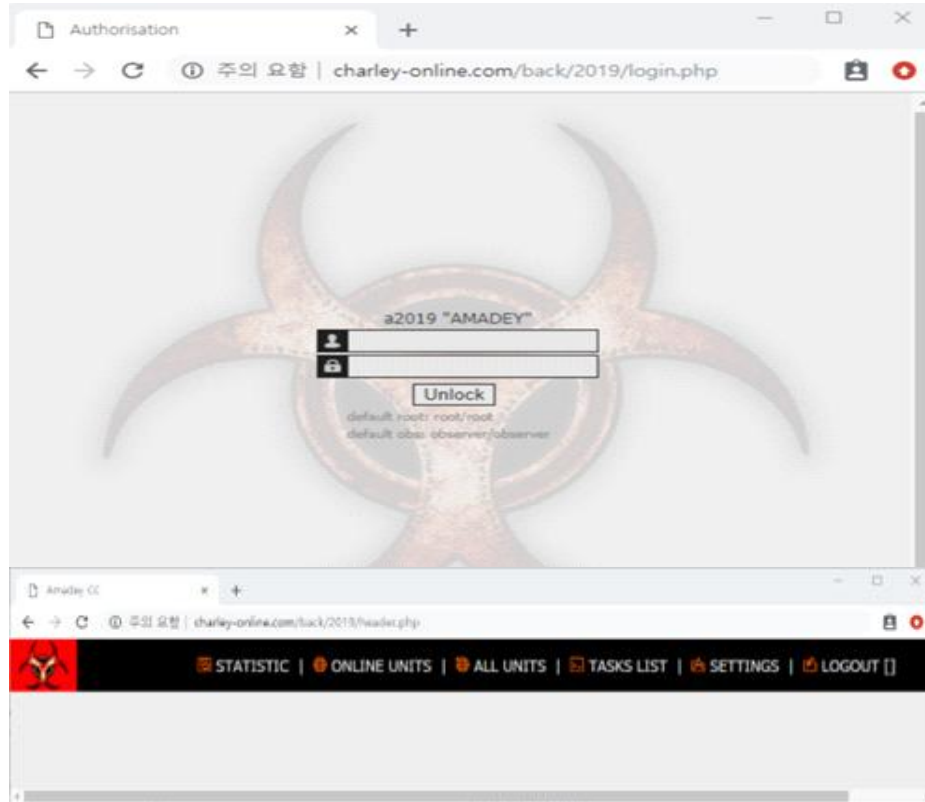 Authorisation
주의 요함 | charley-online.com/back/2019/login.php
a2019 "AMADEY"
Unlock
default root: root/root
default obs: observer/observer
Amadey CC
주의 요함 | charley-online.com/back/2019/header.php
STATISTIC | ONLINE UNITS | ALL UNITS | TASKS LIST | SETTINGS | LOGOUT []